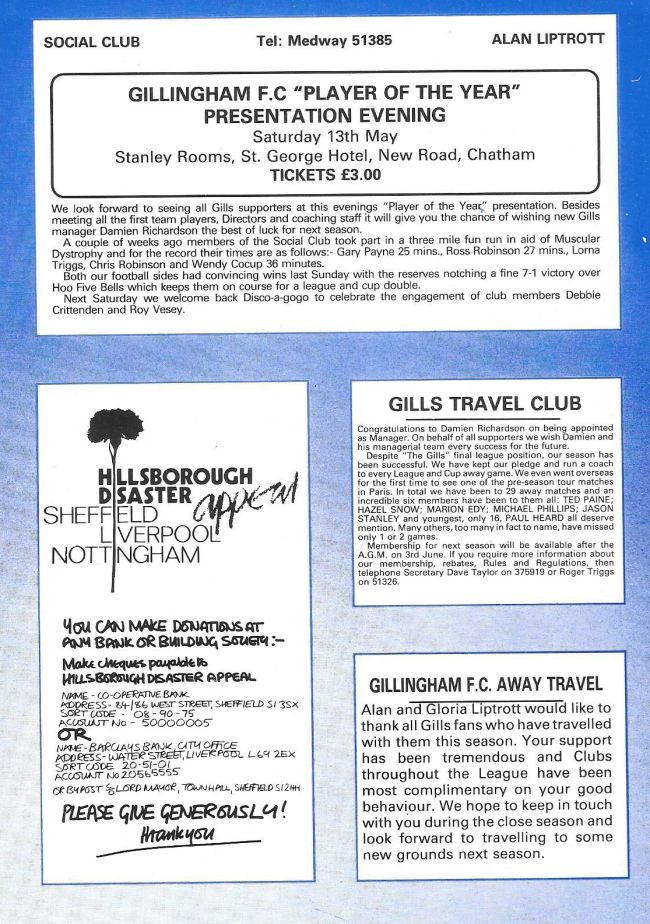 SOCIAL CLUB Tel: Medway 51385 ALAN LIPTROTT
GILLINGHAM F.C "PLAYER OF THE YEAR"
PRESENTATION EVENING
Saturday 13th May
Stanley Rooms, St. George Hotel, New Road, Chatham
TICKETS £3.00
We look forward to seeing all Gills supporters at this evenings "Player of the Year" presentation. Besides
meeting all the first team players, Directors and coaching staff it will give you the chance of wishing new Gills
manager Damien Richardson the best of luck for next season.
A couple of weeks ago members of the Social Club took part in a three mile fun run in aid of Muscular
Dystrophy and for the record their times are as follows:- Gary Payne 25 mins., Ross Robinson 27 mins., Lorna
Triggs, Chris Robinson and Wendy Cocup 36 minutes.
Both our football sides had convincing wins last Sunday with the reserves notching a fine 7-1 victory over
Hoo Five Bells which keeps them on course for a league and cup double.
Next Saturday we welcome back Disco-a-gogo to celebrate the engagement of club members Debbie
Crittenden and Roy Vesey.
HILLSBOROUGH
DISASTER appeal
SHEFFIELD
LIVERPOOL
NOTTINGHAM
YOU CAN MAKE DONATIONS AT
ANY BANK OR BUILDING SOCIETY:-
Make cheques payable to
HILLSBOROUGH DISASTER APPEAL
NAME - CO-OPERATIVE BANK
ADDRESS - 84/86 WEST STREET, SHEFFIELD S1 3SX
SORT CODE - 08-90-75
ACCOUNT No - 50000005
OR
NAME - BARCLAYS BANK, CITY OFFICE
ADDRESS - WATER STREET, LIVERPOOL L69 2EX
SORT CODE 20-51-01
ACCOUNT No 20565555
OR BY POST % LORD MAYOR, TOWN HALL, SHEFFIELD S1 2HH
PLEASE GIVE GENEROUSLY!
thankyou
GILLS TRAVEL CLUB
Congratulations to Damien Richardson on being appointed
as Manager. On behalf of all supporters we wish Damien and
his managerial team every success for the future.
Despite "The Gills" final league position, our season has
been successful. We have kept our pledge and run a coach
to every League and Cup away game. We even went overseas
for the first time to see one of the pre-season tour matches
in Paris. In total we have been to 29 away matches and an
incredible six members have been to them all: TED PAINE;
HAZEL SNOW; MARION EDY; MICHAEL PHILLIPS; JASON
STANLEY and youngest, only 16, PAUL HEARD all deserve
mention. Many others, too many in fact to name, have missed
only 1 or 2 games.
Membership for next season will be available after the
A.G.M. on 3rd June. If you require more information about
our membership, rebates, Rules and Regulations, then
telephone Secretary Dave Taylor on 375919 or Roger Triggs
on 51326.
GILLINGHAM F.C. AWAY TRAVEL
Alan and Gloria Liptrott would like to
thank all Gills fans who have travelled
with them this season. Your support
has been tremendous and Clubs
throughout the League have been
most complimentary on your good
behaviour. We hope to keep in touch
with you during the close season and
look forward to travelling to some
new grounds next season.